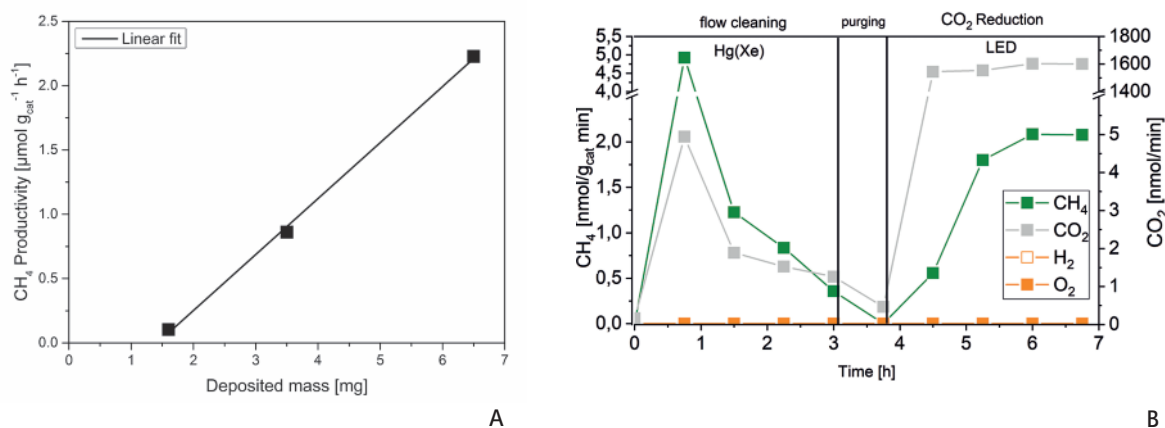 Linear fit
CH₄ Productivity [µmol g_cat⁻¹ h⁻¹]
2.5
2.0
1.5
1.0
0.5
0.0
0 1 2 3 4 5 6 7
Deposited mass [mg]
A
flow cleaning purging CO₂ Reduction
Hg(Xe) LED
CH₄ [nmol/g_cat min]
5,5
5,0
4,5
4,0
2,0
1,5
1,0
0,5
0,0
CH₄
CO₂
H₂
O₂
1800
1600
1400
5
4
3
2
1
0
CO₂ [nmol/min]
0 1 2 3 4 5 6 7
Time [h]
B